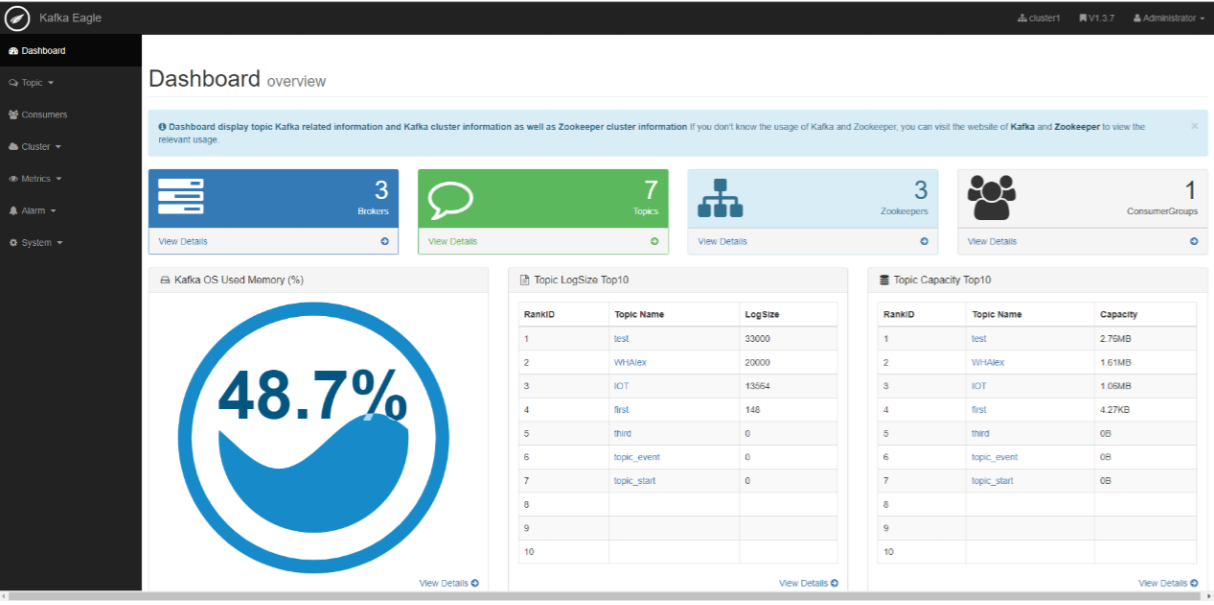 Kafka Eagle
cluster1 V1.3.7 Administrator
Dashboard
Topic
Consumers
Cluster
Metrics
Alarm
System
Dashboard overview
Dashboard display topic Kafka related information and Kafka cluster information as well as Zookeeper cluster information If you don't know the usage of Kafka and Zookeeper, you can visit the website of Kafka and Zookeeper to view the
relevant usage.
×
3
Brokers
View Details
7
Topics
View Details
3
Zookeepers
View Details
1
ConsumerGroups
View Details
Kafka OS Used Memory (%)
48.7%
View Details
Topic LogSize Top10
RankID Topic Name LogSize
1 test 33000
2 WHAlex 20000
3 IOT 13564
4 first 148
5 third 0
6 topic_event 0
7 topic_start 0
8
9
10
View Details
Topic Capacity Top10
RankID Topic Name Capacity
1 test 2.75MB
2 WHAlex 1.61MB
3 IOT 1.06MB
4 first 4.27KB
5 third 0B
6 topic_event 0B
7 topic_start 0B
8
9
10
View Details